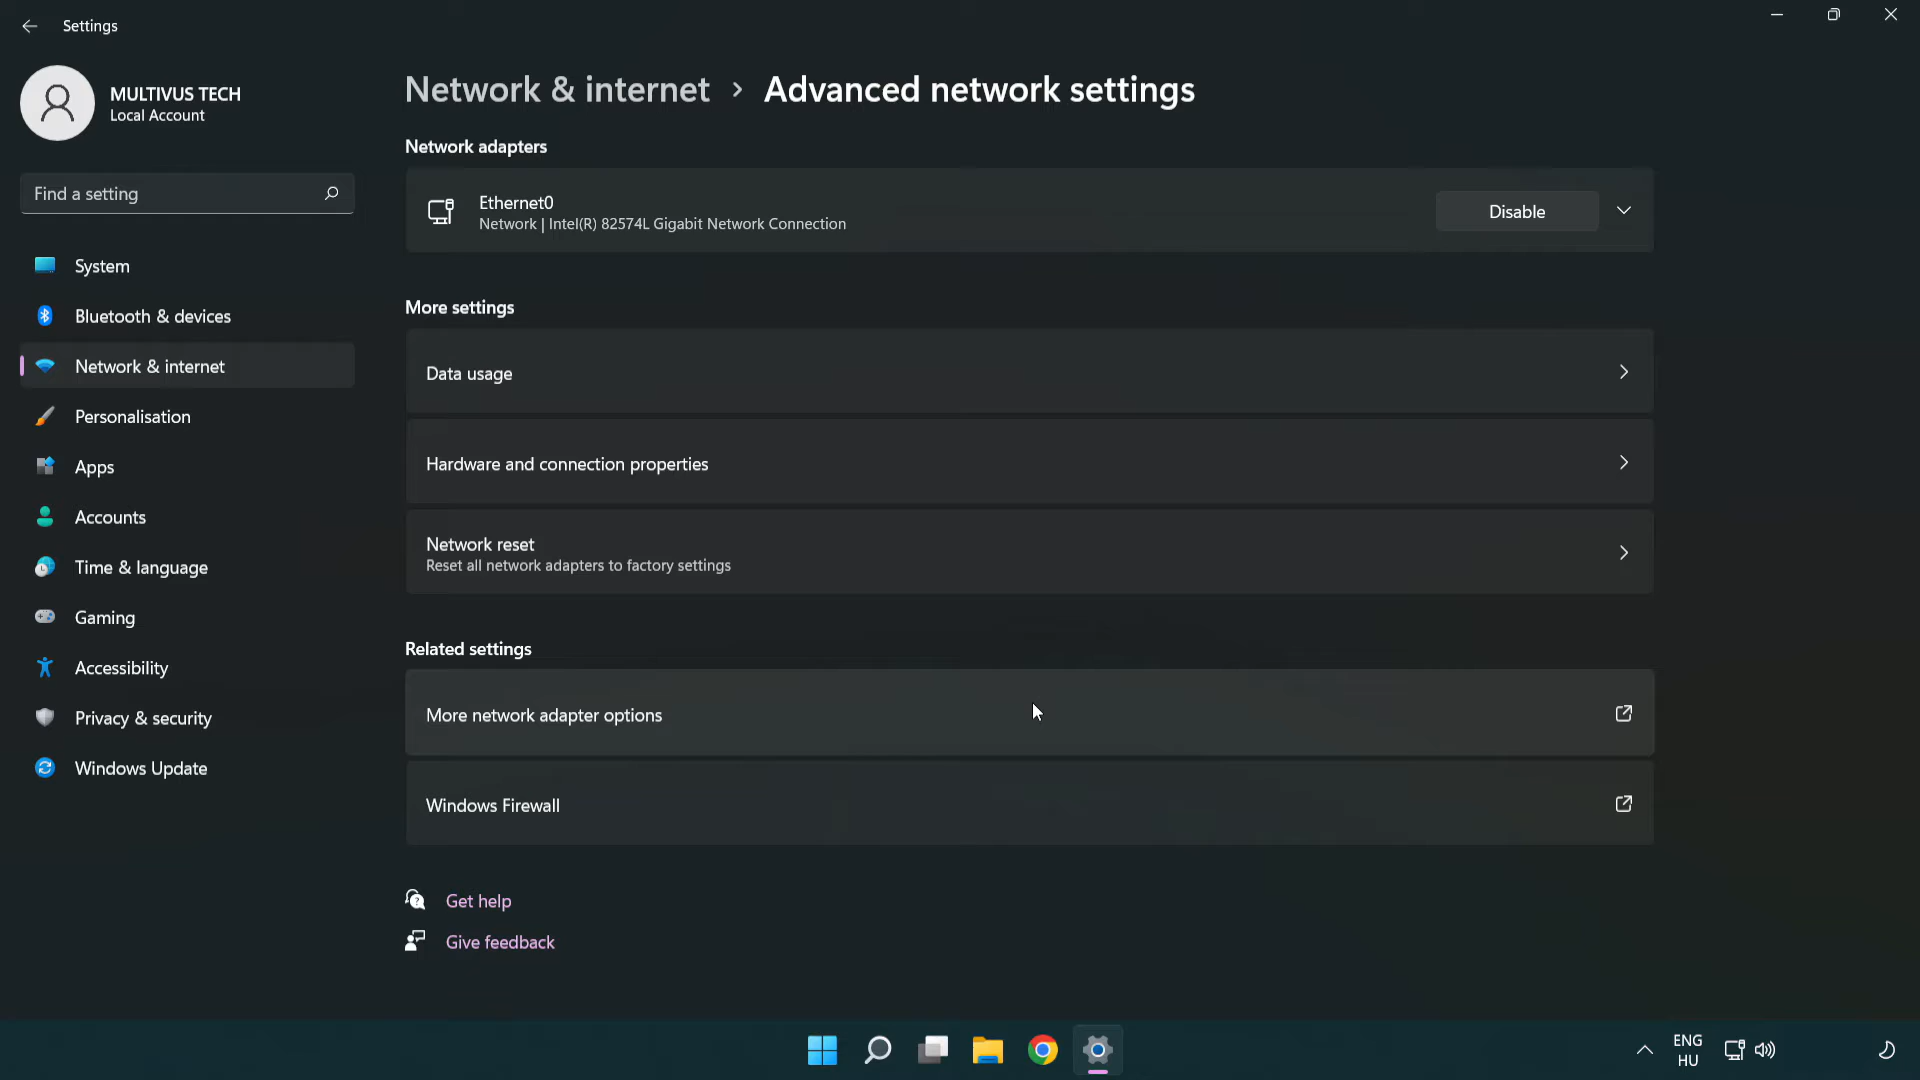 Settings
MULTIVUS TECH
Local Account
Find a setting
System
Bluetooth & devices
Network & internet
Personalisation
Apps
Accounts
Time & language
Gaming
Accessibility
Privacy & security
Windows Update
Network & internet > Advanced network settings
Network adapters
Ethernet0
Network | Intel(R) 82574L Gigabit Network Connection
Disable
More settings
Data usage
Hardware and connection properties
Network reset
Reset all network adapters to factory settings
Related settings
More network adapter options
Windows Firewall
Get help
Give feedback
ENG
HU